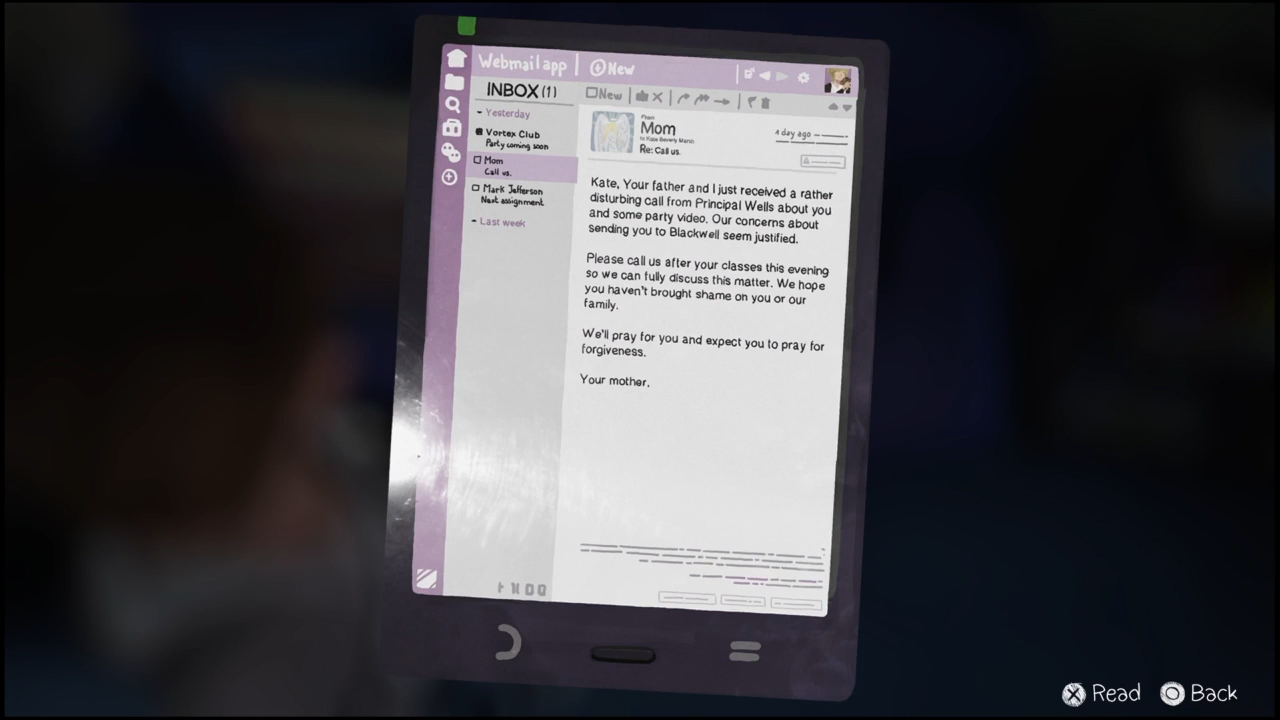 Webmail app
New
INBOX (1)
Yesterday
Vortex Club
Party coming soon
Mom
Call us.
Mark Jefferson
Next assignment
Last week
New
From
Mom
to Kate Beverly Marsh
Re: Call us.
1 day ago
Kate, Your father and I just received a rather
disturbing call from Principal Wells about you
and some party video. Our concerns about
sending you to Blackwell seem justified.
Please call us after your classes this evening
so we can fully discuss this matter. We hope
you haven't brought shame on you or our
family.
We'll pray for you and expect you to pray for
forgiveness.
Your mother.
Read
Back